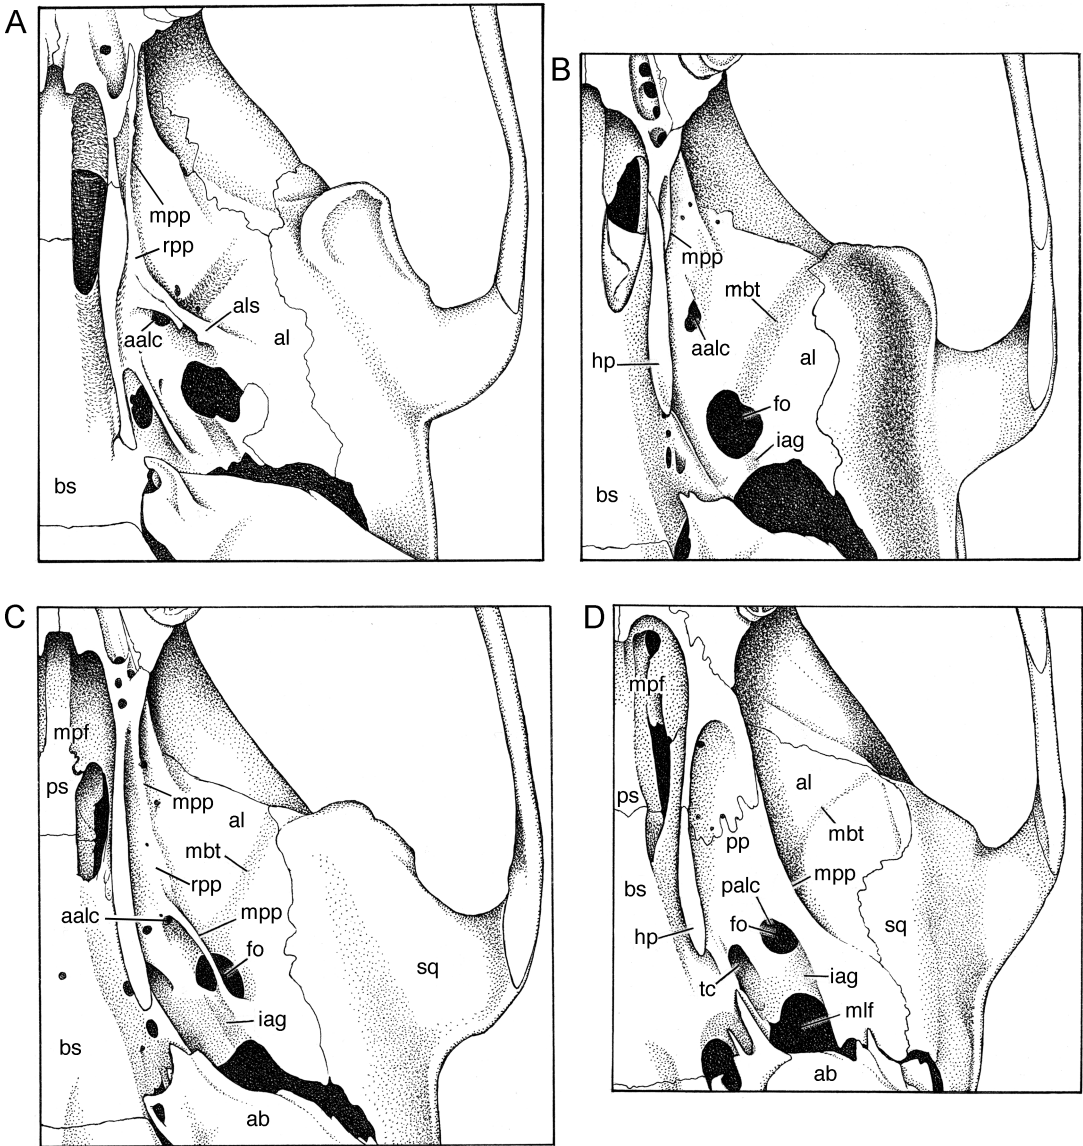 A
mpp
rpp
als
aalc
al
bs
B
mpp
mbt
aalc
hp
al
fo
iag
bs
C
mpf
ps
mpp
al
mbt
rpp
aalc
mpp
fo
sq
iag
bs
ab
D
mpf
al
ps
mbt
pp
mpp
bs
palc
fo
sq
hp
iag
tc
mlf
ab